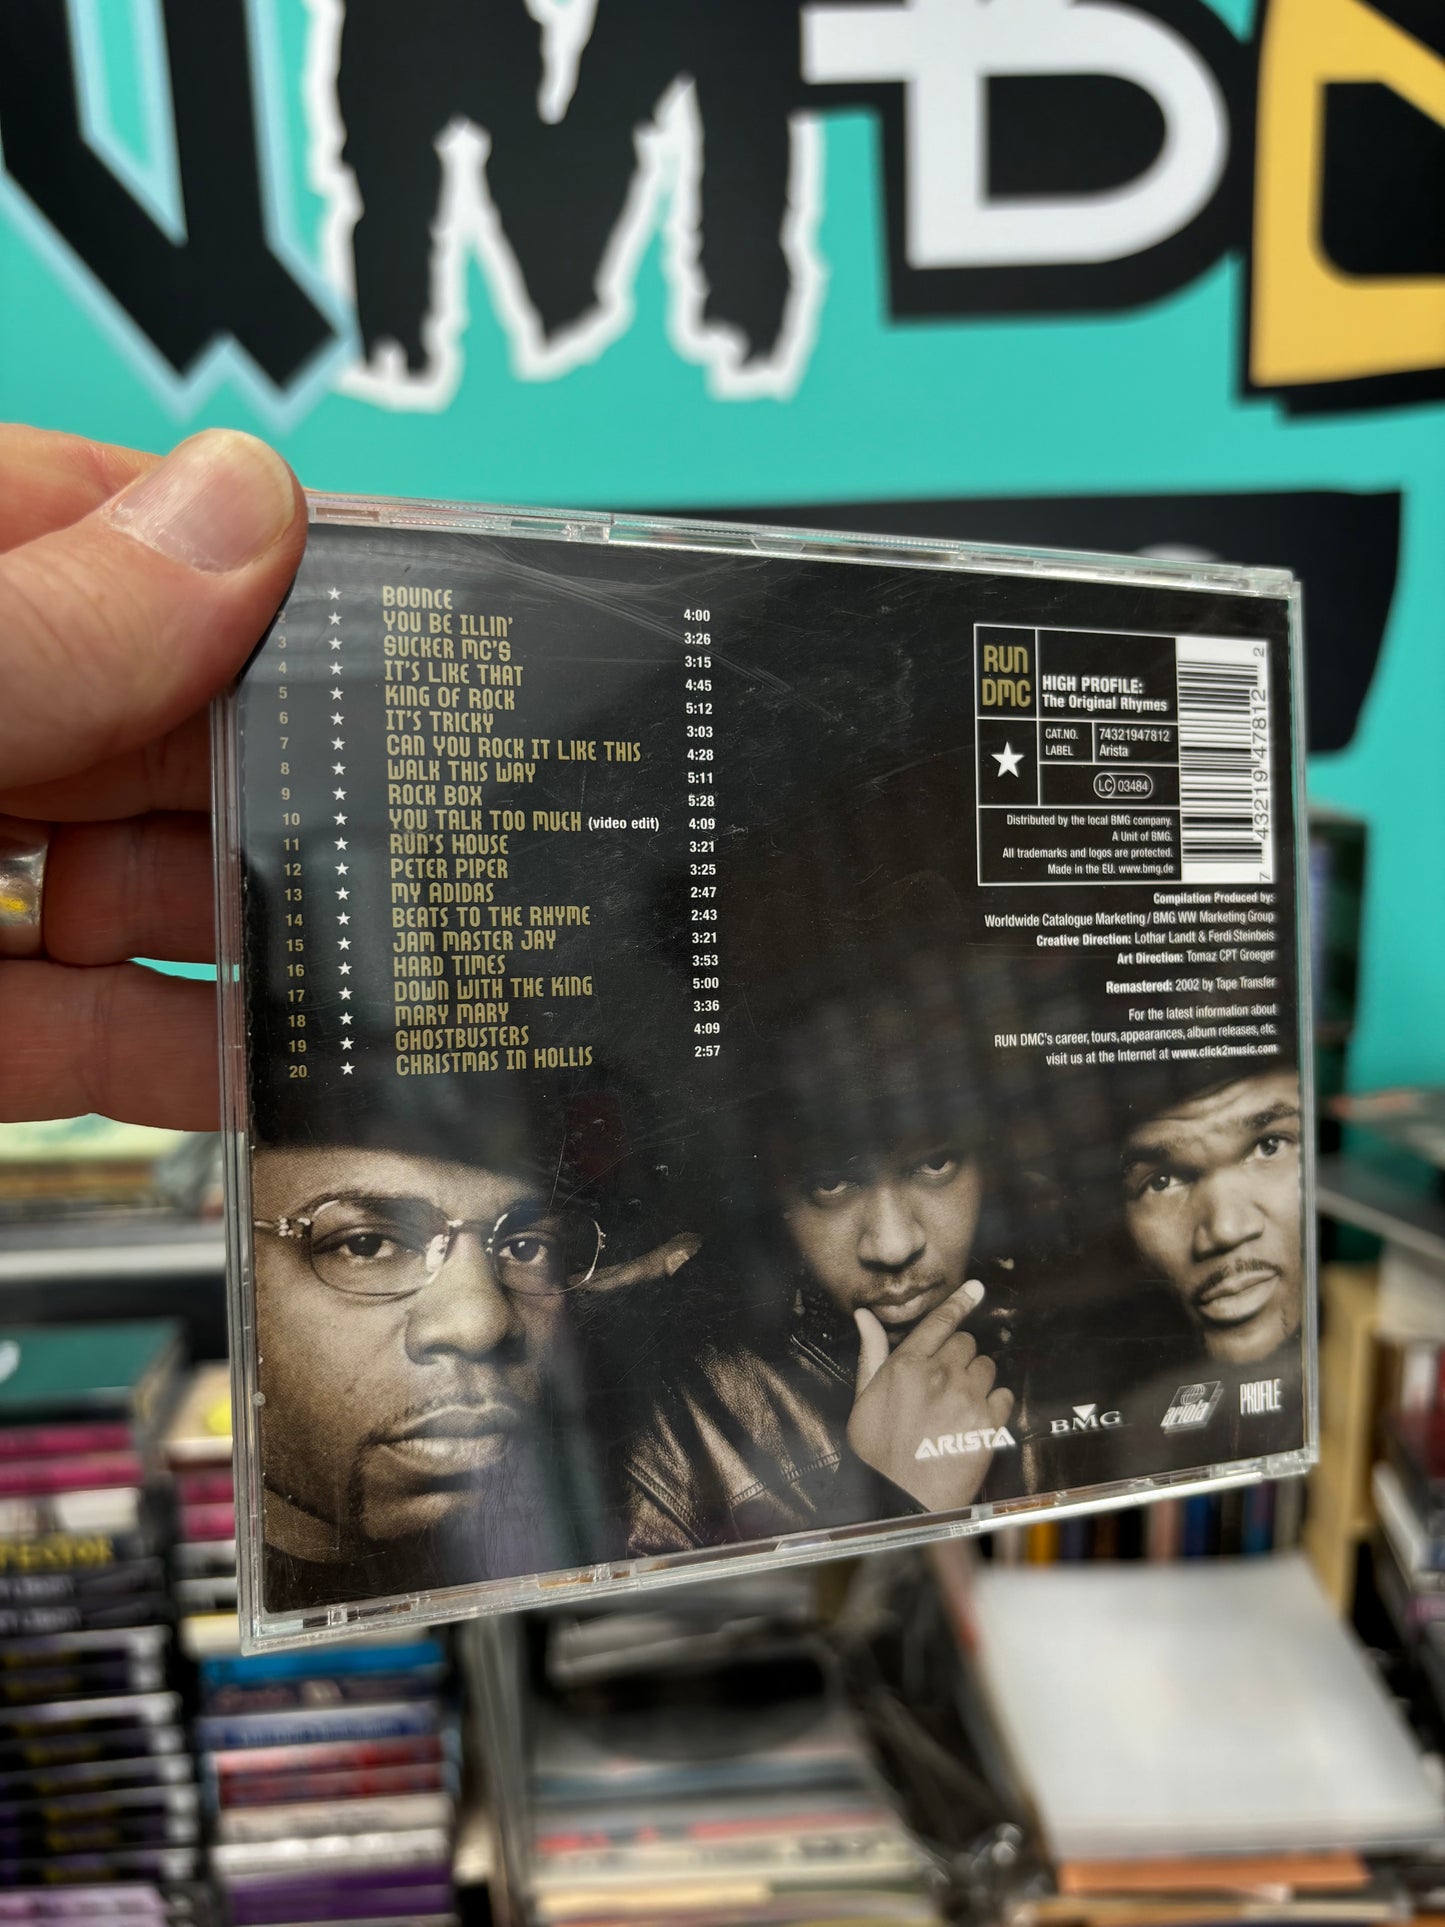 BOUNCE 4:00
2 YOU BE ILLIN' 3:26
3 SUCKER MC'S 3:15
4 IT'S LIKE THAT 4:45
5 KING OF ROCK 5:12
6 IT'S TRICKY 3:03
7 CAN YOU ROCK IT LIKE THIS 4:28
8 WALK THIS WAY 5:11
9 ROCK BOX 5:28
10 YOU TALK TOO MUCH (video edit) 4:09
11 RUN'S HOUSE 3:21
12 PETER PIPER 3:25
13 MY ADIDAS 2:47
14 BEATS TO THE RHYME 2:43
15 JAM MASTER JAY 3:21
16 HARD TIMES 3:53
17 DOWN WITH THE KING 5:00
18 MARY MARY 3:36
19 GHOSTBUSTERS 4:09
20 CHRISTMAS IN HOLLIS 2:57
RUN
DMC
HIGH PROFILE:
The Original Rhymes
CAT.NO. 74321947812
LABEL Arista
LC 03484
Distributed by the local BMG company.
A Unit of BMG.
All trademarks and logos are protected.
Made in the EU. www.bmg.de
7 43219 47812 2
Compilation Produced by:
Worldwide Catalogue Marketing / BMG WW Marketing Group
Creative Direction: Lothar Landt & Ferdi Steinbeis
Art Direction: Tomaz CPT Groeger
Remastered: 2002 by Tape Transfer
For the latest information about
RUN DMC's career, tours, appearances, album releases, etc.
visit us at the Internet at www.click2music.com
ARISTA
BMG
ariola
PROFILE